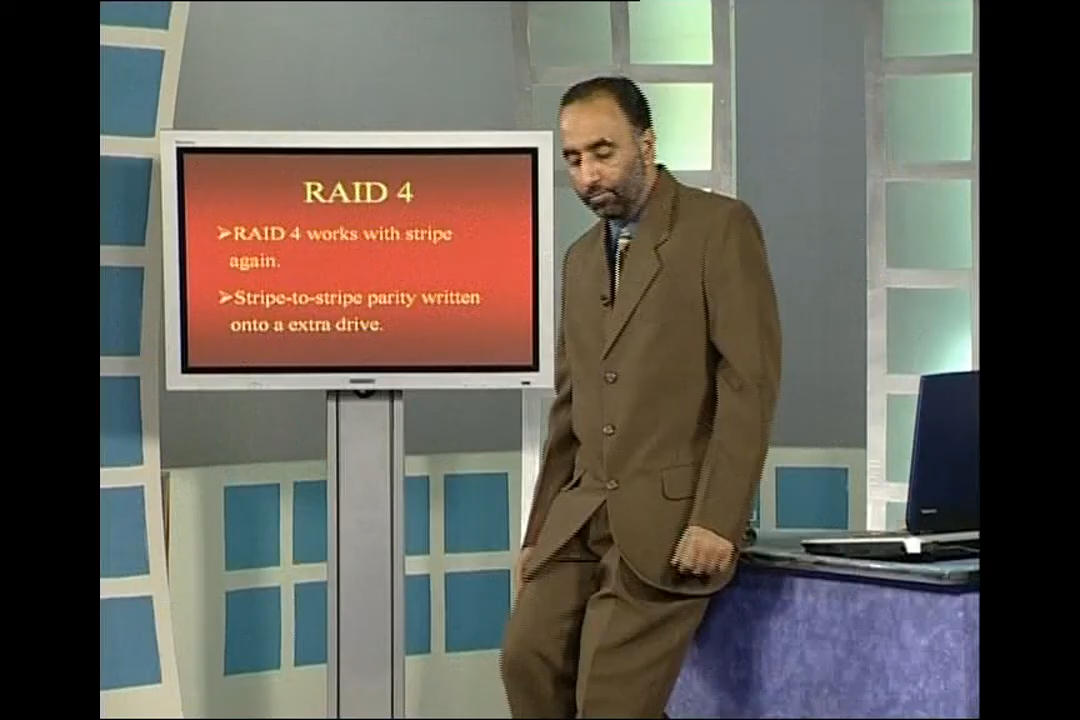 RAID 4
➢RAID 4 works with stripe
again.
➢Stripe-to-stripe parity written
onto a extra drive.